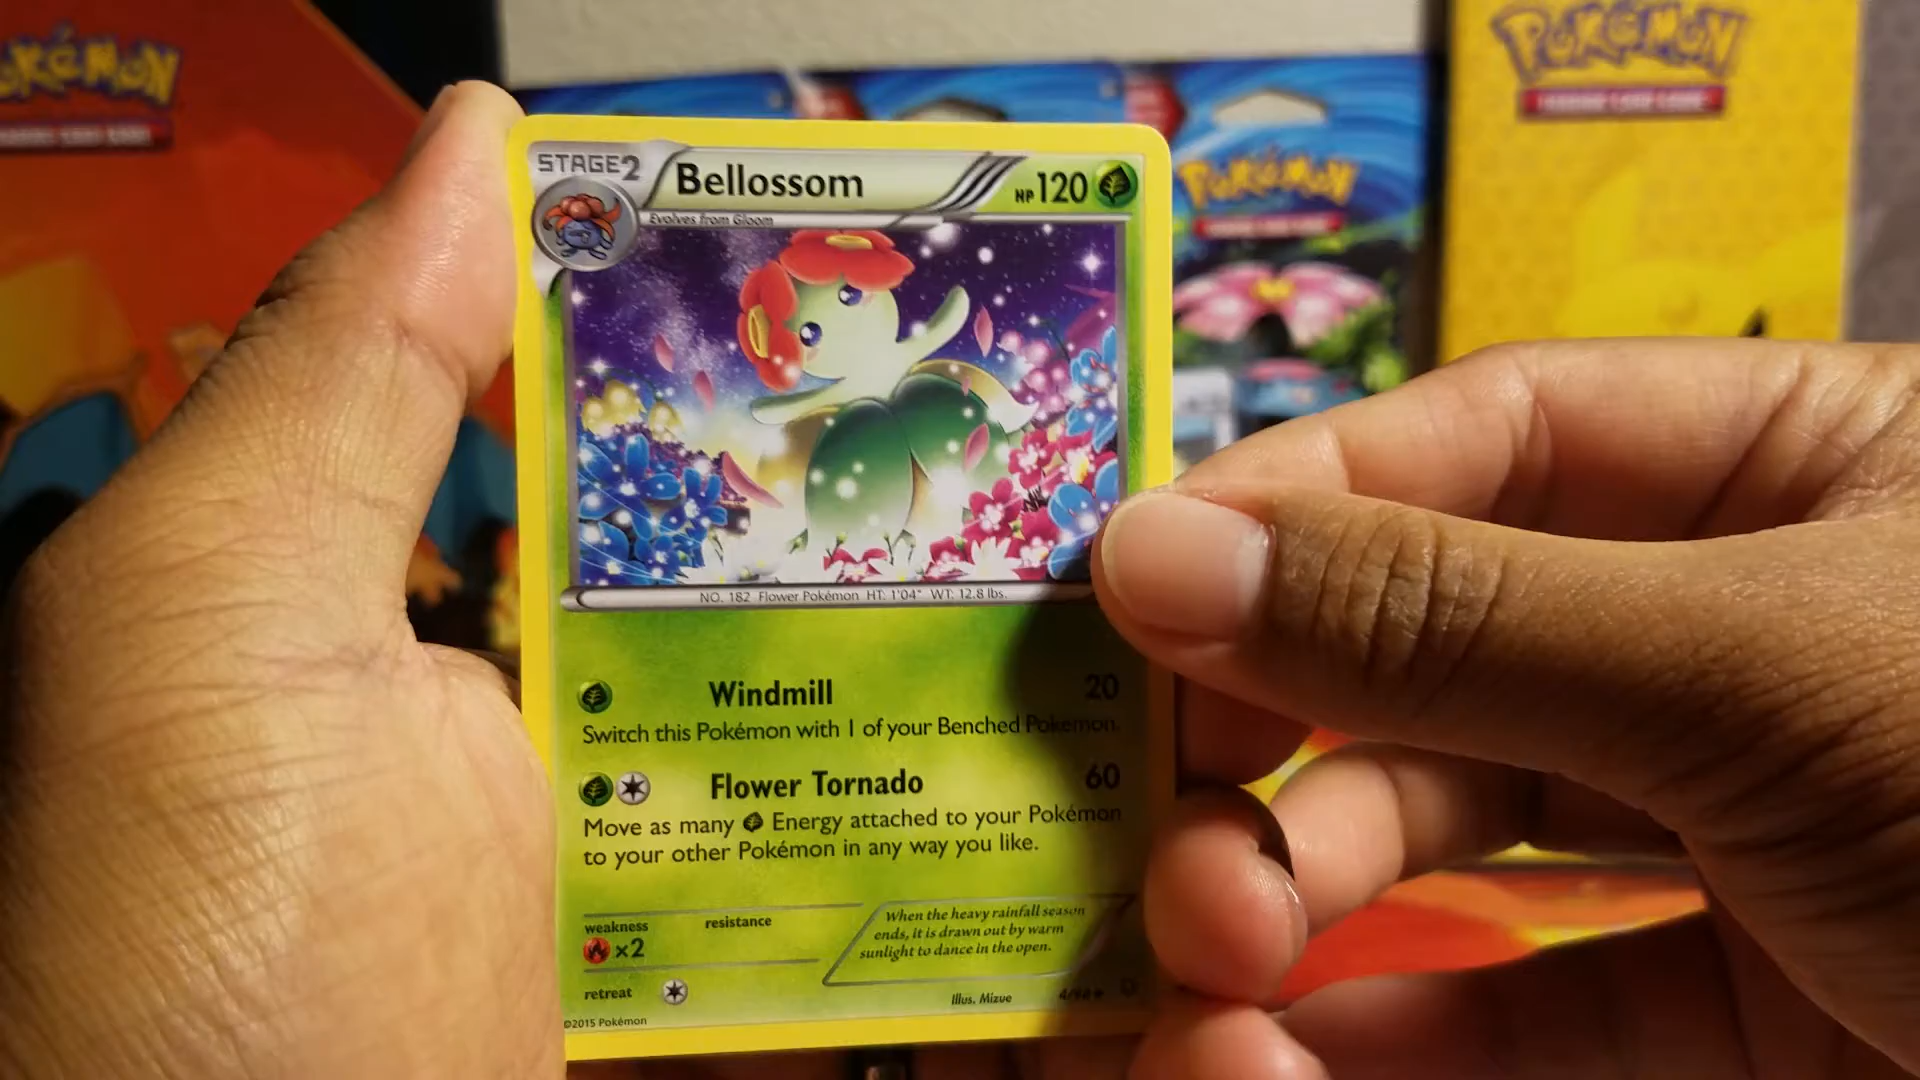 POKéMON
POKéMON
POKéMON
TRADING CARD GAME
STAGE2
Bellossom
HP120
Evolves from Gloom
NO. 182 Flower Pokémon HT: 1'04" WT: 12.8 lbs.
Windmill 20
Switch this Pokémon with 1 of your Benched Pokémon.
Flower Tornado 60
Move as many Energy attached to your Pokémon
to your other Pokémon in any way you like.
weakness
resistance
×2
When the heavy rainfall season
ends, it is drawn out by warm
sunlight to dance in the open.
retreat
Illus. Mizue
4/98
©2015 Pokémon